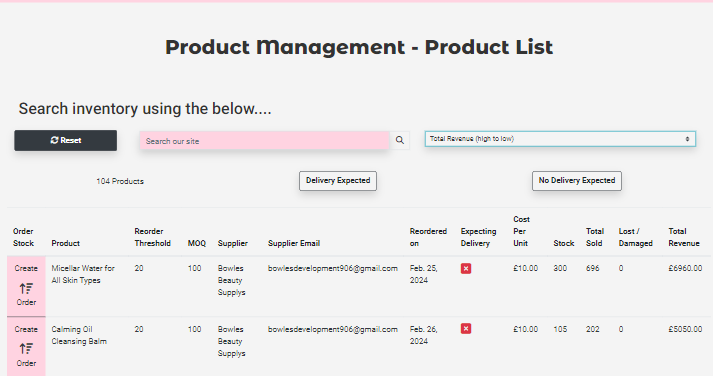 Product Management - Product List
Search inventory using the below....
Reset
Search our site
Total Revenue (high to low)
104 Products
Delivery Expected
No Delivery Expected
Order Stock Product Reorder Threshold MOQ Supplier Supplier Email Reordered on Expecting Delivery Cost Per Unit Stock Total Sold Lost / Damaged Total Revenue
Create Order Micellar Water for All Skin Types 20 100 Bowles Beauty Supplys bowlesdevelopment906@gmail.com Feb. 25, 2024 £10.00 300 696 0 £6960.00
Create Order Calming Oil Cleansing Balm 20 100 Bowles Beauty Supplys bowlesdevelopment906@gmail.com Feb. 26, 2024 £10.00 105 202 0 £5050.00